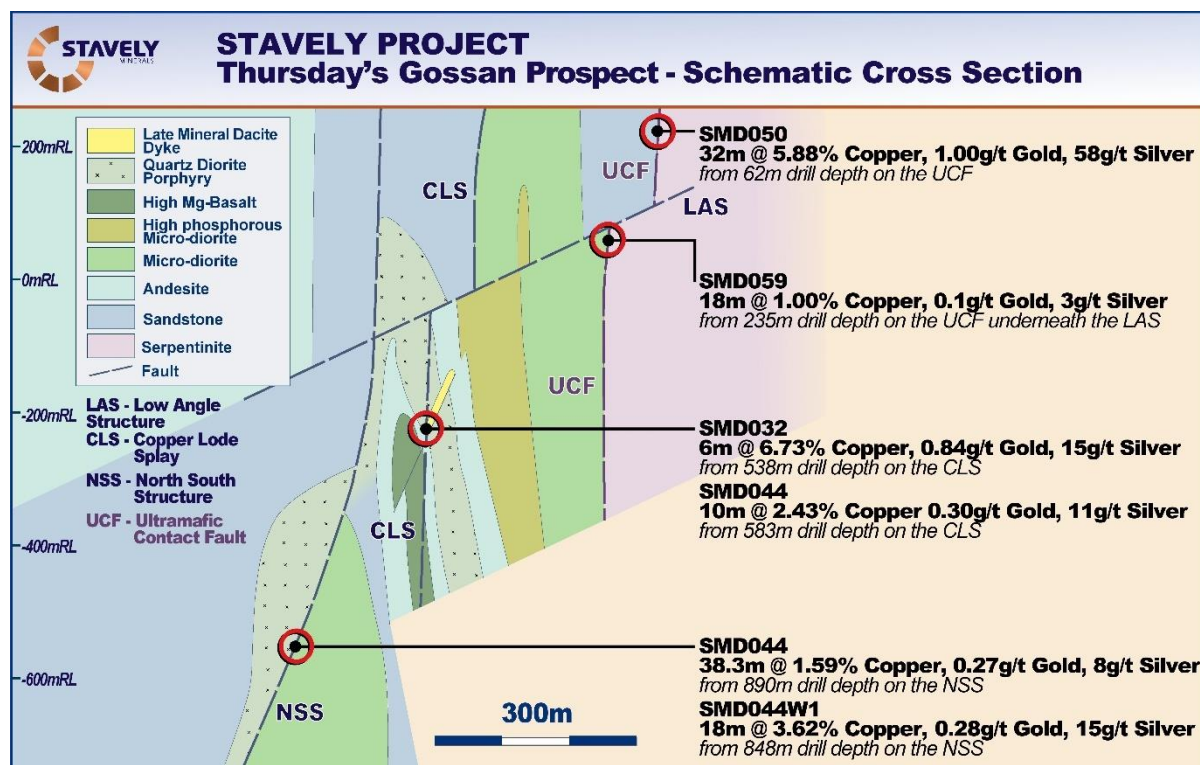 STAVELY
MINERALS
STAVELY PROJECT
Thursday's Gossan Prospect - Schematic Cross Section
Late Mineral Dacite
Dyke
Quartz Diorite
Porphyry
High Mg-Basalt
High phosphorous
Micro-diorite
Micro-diorite
Andesite
Sandstone
Serpentinite
Fault
LAS - Low Angle
Structure
CLS - Copper Lode
Splay
NSS - North South
Structure
UCF - Ultramafic
Contact Fault
200mRL
0mRL
-200mRL
-400mRL
-600mRL
CLS
UCF
LAS
UCF
CLS
NSS
300m
SMD050
32m @ 5.88% Copper, 1.00g/t Gold, 58g/t Silver
from 62m drill depth on the UCF
SMD059
18m @ 1.00% Copper, 0.1g/t Gold, 3g/t Silver
from 235m drill depth on the UCF underneath the LAS
SMD032
6m @ 6.73% Copper, 0.84g/t Gold, 15g/t Silver
from 538m drill depth on the CLS
SMD044
10m @ 2.43% Copper 0.30g/t Gold, 11g/t Silver
from 583m drill depth on the CLS
SMD044
38.3m @ 1.59% Copper, 0.27g/t Gold, 8g/t Silver
from 890m drill depth on the NSS
SMD044W1
18m @ 3.62% Copper, 0.28g/t Gold, 15g/t Silver
from 848m drill depth on the NSS